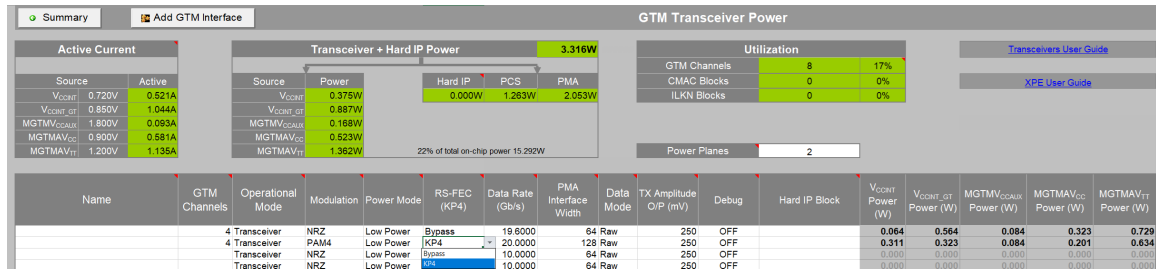 Summary Add GTM Interface GTM Transceiver Power
Active Current Transceiver + Hard IP Power 3.316W Utilization Transceivers User Guide
GTM Channels 8 17%
Source Active Source Power Hard IP PCS PMA CMAC Blocks 0 0% XPE User Guide
VCCINT 0.720V 0.521A VCCINT 0.375W 0.000W 1.263W 2.053W ILKN Blocks 0 0%
VCCINT_GT 0.850V 1.044A VCCINT_GT 0.887W
MGTMVCCAUX 1.800V 0.093A MGTMVCCAUX 0.168W
MGTMAVCC 0.900V 0.581A MGTMAVCC 0.523W
MGTMAVTT 1.200V 1.135A MGTMAVTT 1.362W 22% of total on-chip power 15.292W Power Planes 2
Name GTM Channels Operational Mode Modulation Power Mode RS-FEC (KP4) Data Rate (Gb/s) PMA Interface Width Data Mode TX Amplitude O/P (mV) Debug Hard IP Block VCCINT Power (W) VCCINT_GT Power (W) MGTMVCCAUX Power (W) MGTMAVCC Power (W) MGTMAVTT Power (W)
4 Transceiver NRZ Low Power Bypass 19.6000 64 Raw 250 OFF 0.064 0.564 0.084 0.323 0.729
4 Transceiver PAM4 Low Power KP4 20.0000 128 Raw 250 OFF 0.311 0.323 0.084 0.201 0.634
Transceiver NRZ Low Power Bypass 10.0000 64 Raw 250 OFF 0.000 0.000 0.000 0.000 0.000
Transceiver NRZ Low Power KP4 10.0000 64 Raw 250 OFF 0.000 0.000 0.000 0.000 0.000